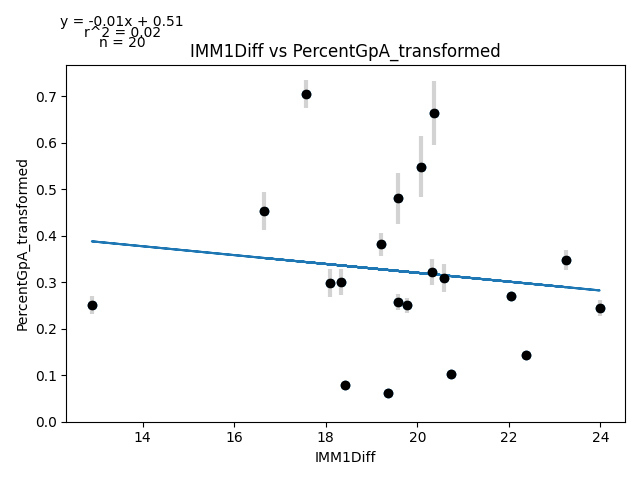 y = -0.01x + 0.51
r^2 = 0.02
n = 20
IMM1Diff vs PercentGpA_transformed
PercentGpA_transformed
0.7
0.6
0.5
0.4
0.3
0.2
0.1
0.0
14 16 18 20 22 24
IMM1Diff